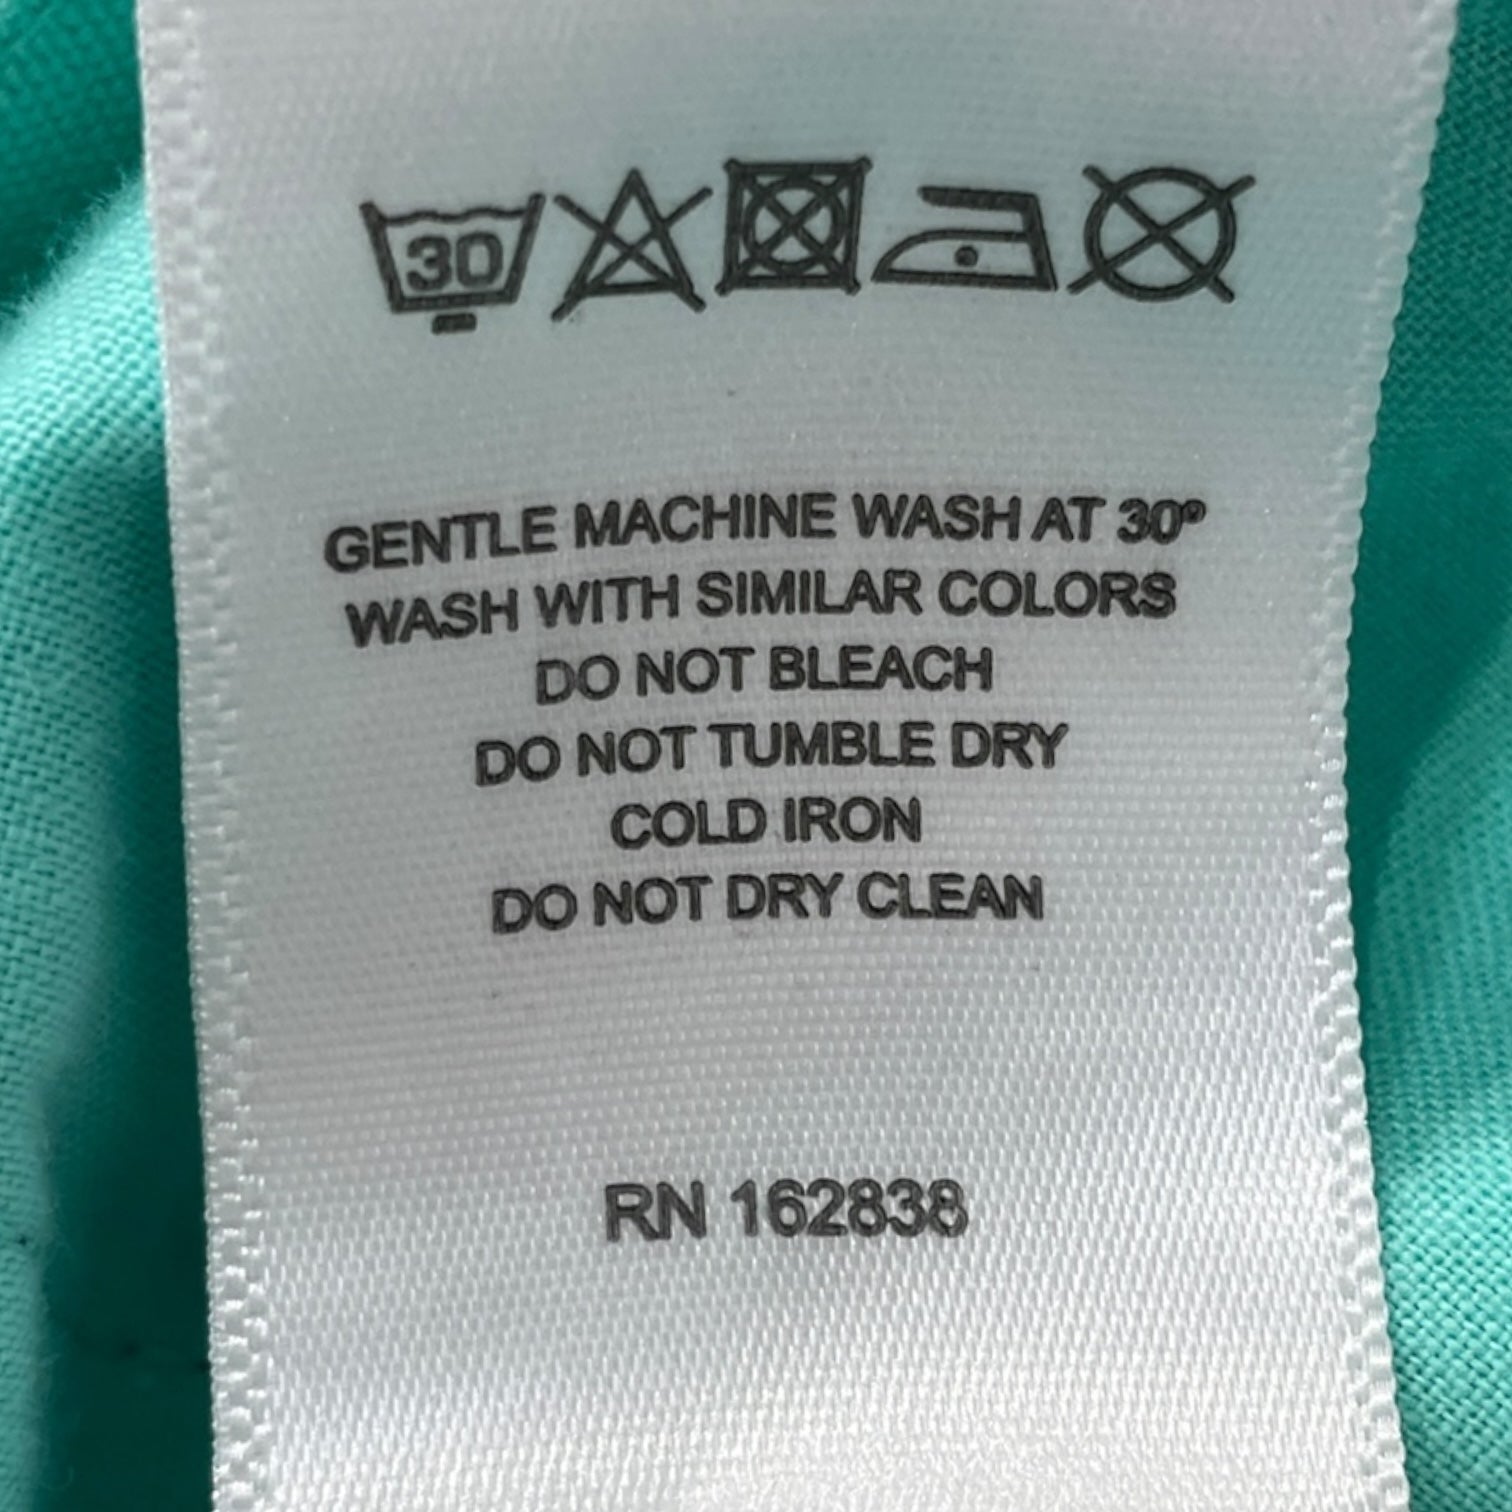 30
GENTLE MACHINE WASH AT 30º
WASH WITH SIMILAR COLORS
DO NOT BLEACH
DO NOT TUMBLE DRY
COLD IRON
DO NOT DRY CLEAN
RN 162838